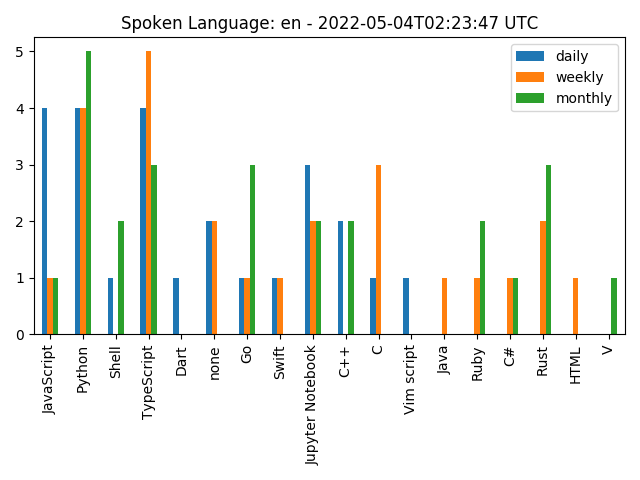 Spoken Language: en - 2022-05-04T02:23:47 UTC
daily
weekly
monthly
5
4
3
2
1
0
JavaScript
Python
Shell
TypeScript
Dart
none
Go
Swift
Jupyter Notebook
C++
C
Vim script
Java
Ruby
C#
Rust
HTML
V